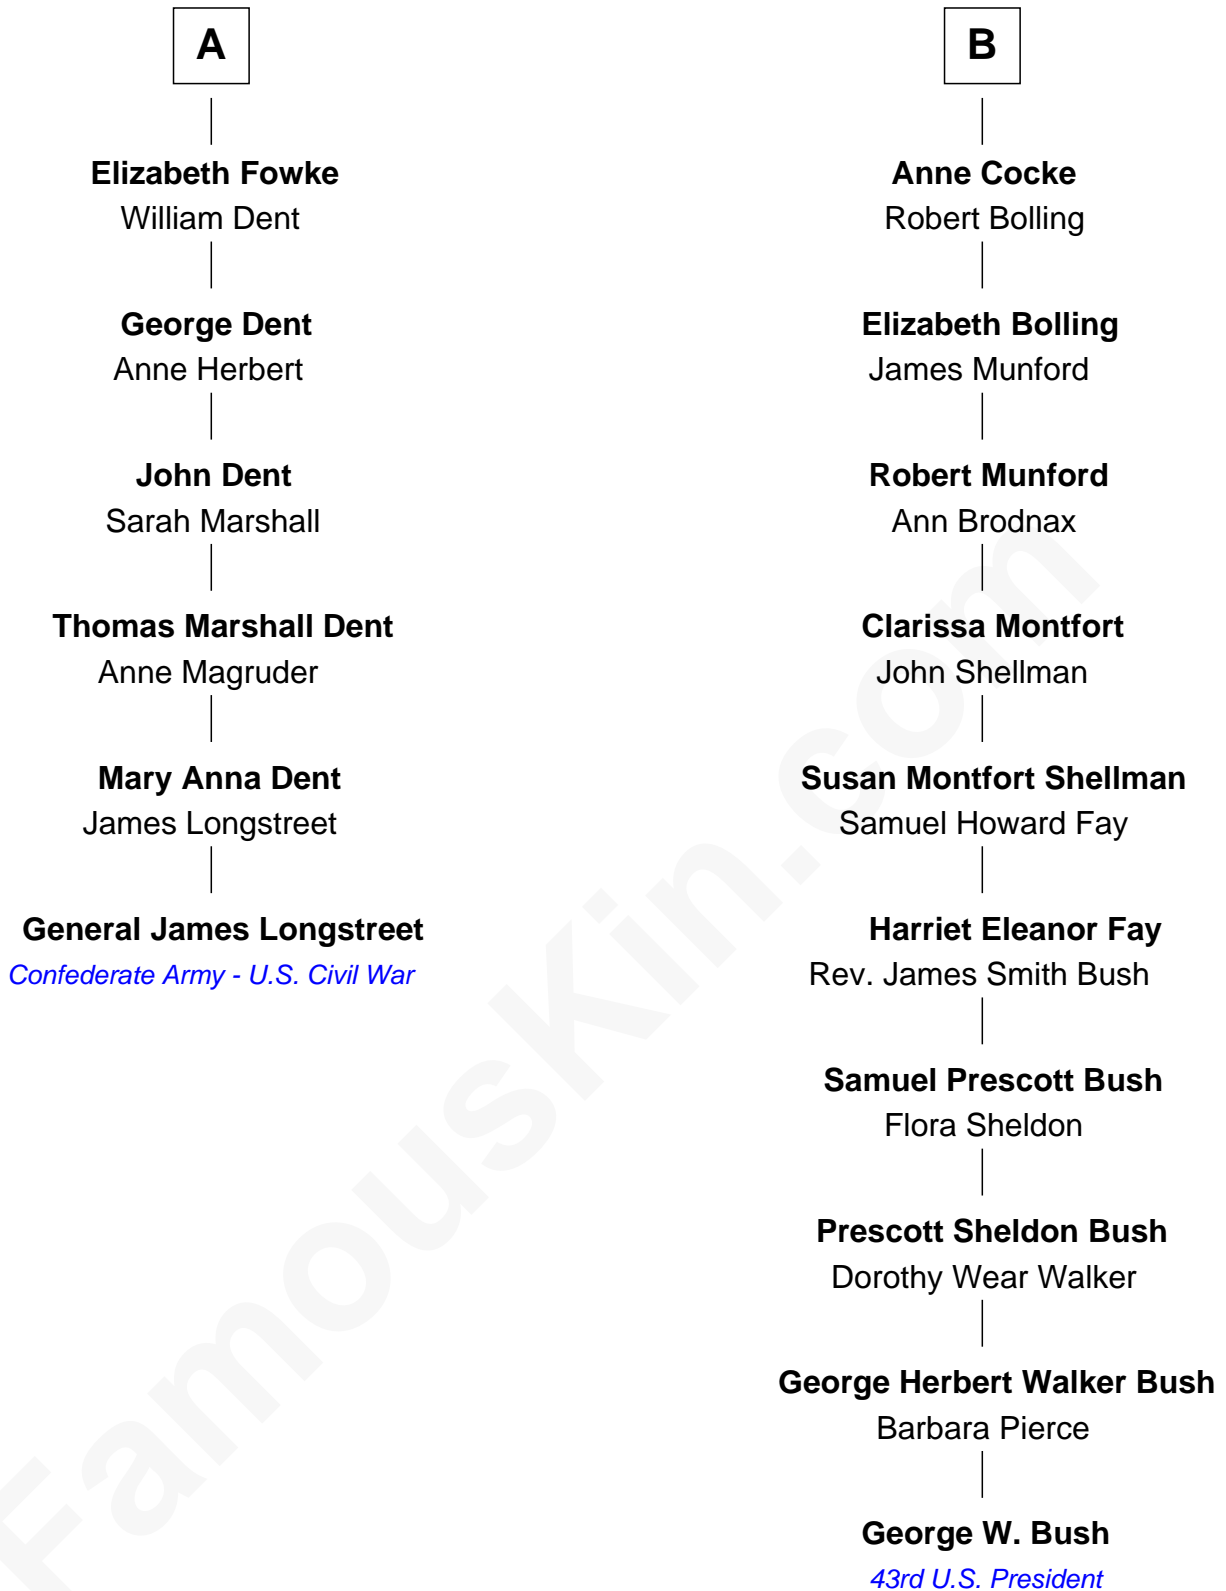 A
Elizabeth Fowke
William Dent
George Dent
Anne Herbert
John Dent
Sarah Marshall
Thomas Marshall Dent
Anne Magruder
Mary Anna Dent
James Longstreet
General James Longstreet
Confederate Army - U.S. Civil War
B
Anne Cocke
Robert Bolling
Elizabeth Bolling
James Munford
Robert Munford
Ann Brodnax
Clarissa Montfort
John Shellman
Susan Montfort Shellman
Samuel Howard Fay
Harriet Eleanor Fay
Rev. James Smith Bush
Samuel Prescott Bush
Flora Sheldon
Prescott Sheldon Bush
Dorothy Wear Walker
George Herbert Walker Bush
Barbara Pierce
George W. Bush
43rd U.S. President
FamousKin.com